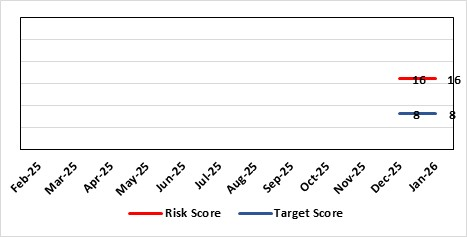 16 16
8 8
Feb-25 Mar-25 Apr-25 May-25 Jun-25 Jul-25 Aug-25 Sep-25 Oct-25 Nov-25 Dec-25 Jan-26
Risk Score Target Score